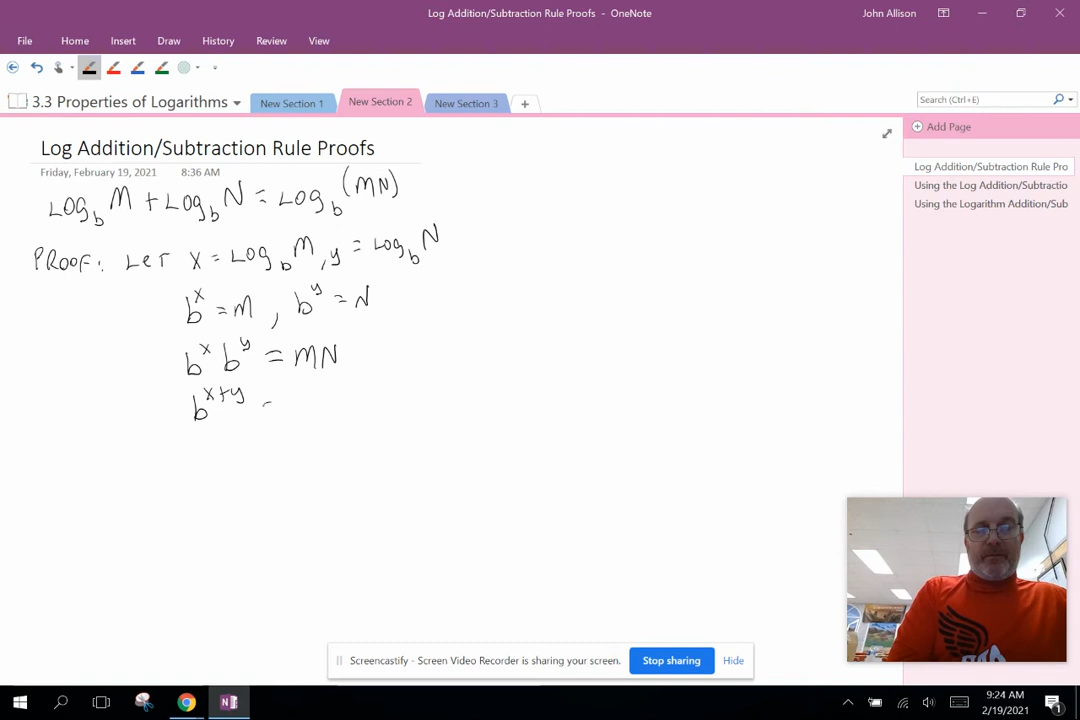 Log Addition/Subtraction Rule Proofs - OneNote
John Allison
File Home Insert Draw History Review View
3.3 Properties of Logarithms
New Section 1 New Section 2 New Section 3 +
Search (Ctrl+E)
Add Page
Log Addition/Subtraction Rule Pro
Using the Log Addition/Subtractio
Using the Logarithm Addition/Sub
Log Addition/Subtraction Rule Proofs
Friday, February 19, 2021 8:36 AM
LOG_b M + LOG_b N = LOG_b (MN)
PROOF: LET x = LOG_b M, y = LOG_b N
b^x = M, b^y = N
b^x b^y = MN
b^{x+y} =
Screencastify - Screen Video Recorder is sharing your screen. Stop sharing Hide
9:24 AM
2/19/2021
1